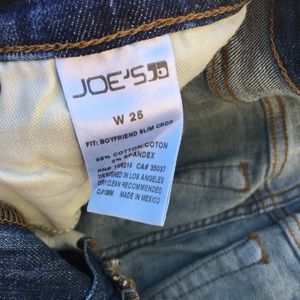 JOE'S
W 25
FIT: BOYFRIEND SLIM CROP
98% COTTON/COTON
2% SPANDEX
CA# 35037
DESIGNED IN LOS ANGELES
DRY CLEAN RECOMMENDED
MADE IN MEXICO